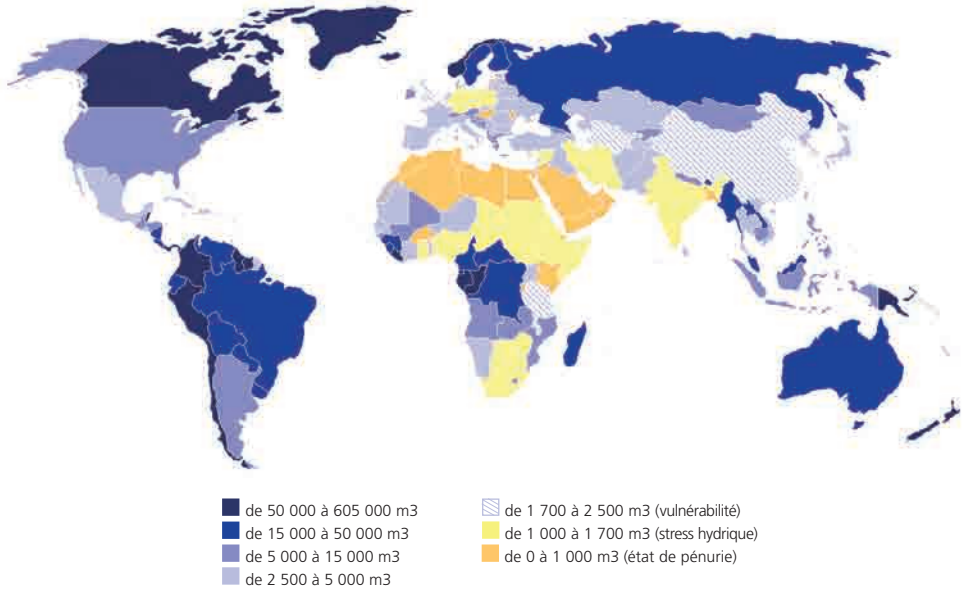 de 50 000 à 605 000 m3
de 15 000 à 50 000 m3
de 5 000 à 15 000 m3
de 2 500 à 5 000 m3
de 1 700 à 2 500 m3 (vulnérabilité)
de 1 000 à 1 700 m3 (stress hydrique)
de 0 à 1 000 m3 (état de pénurie)